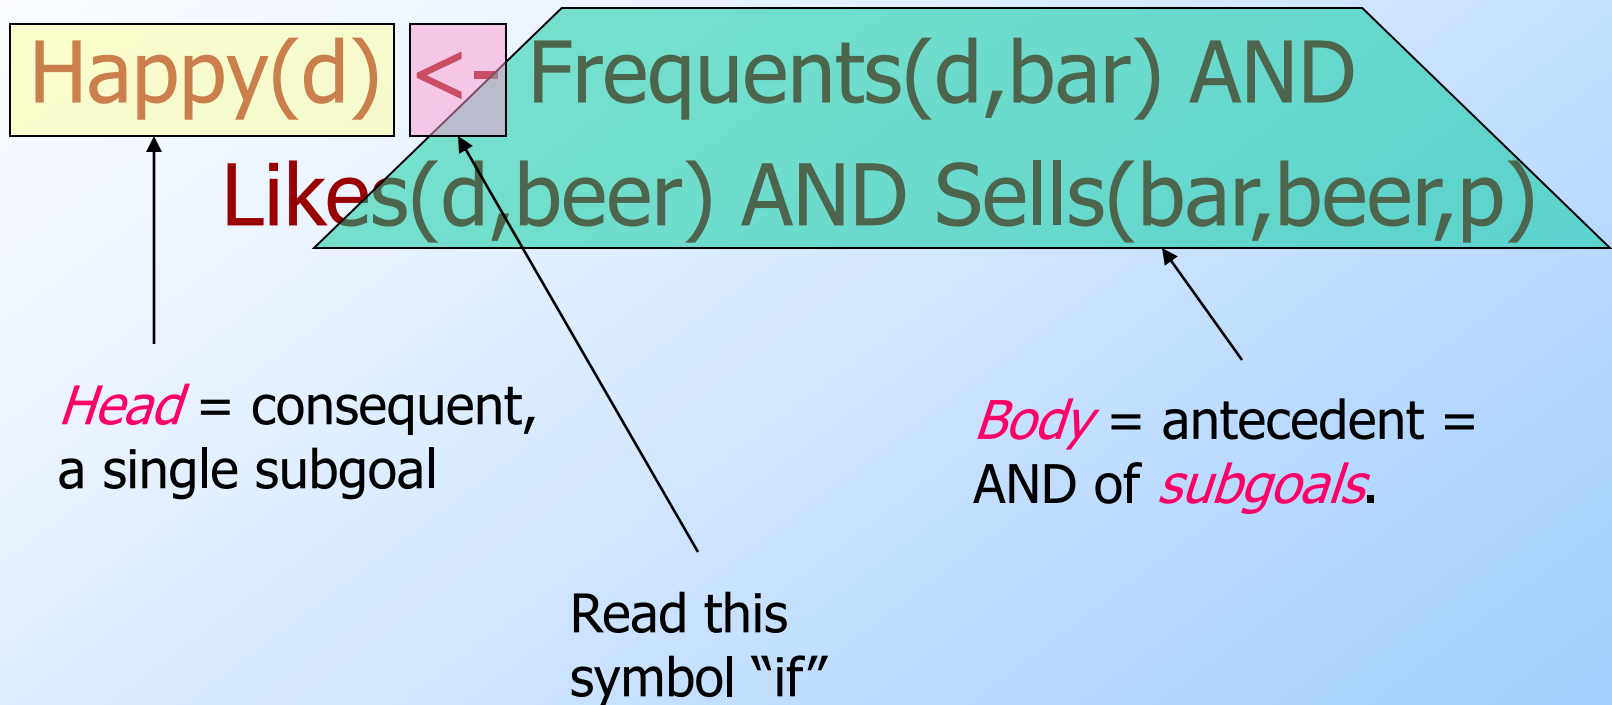 Happy(d) <- Frequents(d,bar) AND
Likes(d,beer) AND Sells(bar,beer,p)
Head = consequent,
a single subgoal
Body = antecedent =
AND of subgoals.
Read this
symbol “if”